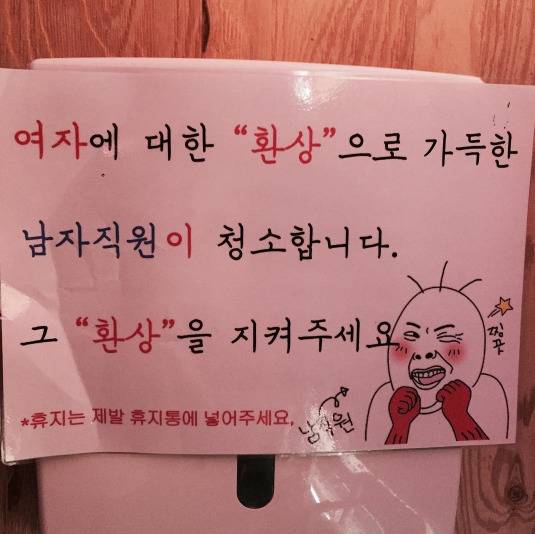 여자에 대한 “환상”으로 가득한
남자직원이 청소합니다.
그 “환상”을 지켜주세요
찡끗
*휴지는 제발 휴지통에 넣어주세요,
남직원